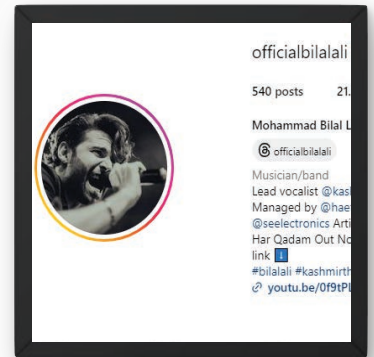 officialbilalali
540 posts 21.
Mohammad Bilal L
officialbilalali
Musician/band
Lead vocalist @kas
Managed by @hae
@seelectronics Arti
Har Qadam Out No
link
#bilalali #kashmirth
youtu.be/0f9tPL